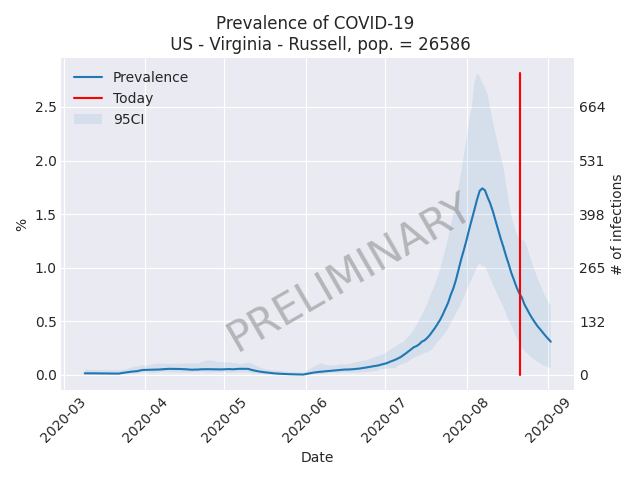 Prevalence of COVID-19
US - Virginia - Russell, pop. = 26586
Prevalence
Today
95CI
PRELIMINARY
%
2.5
2.0
1.5
1.0
0.5
0.0
664
531
398
265
132
0
# of infections
2020-03
2020-04
2020-05
2020-06
2020-07
2020-08
2020-09
Date